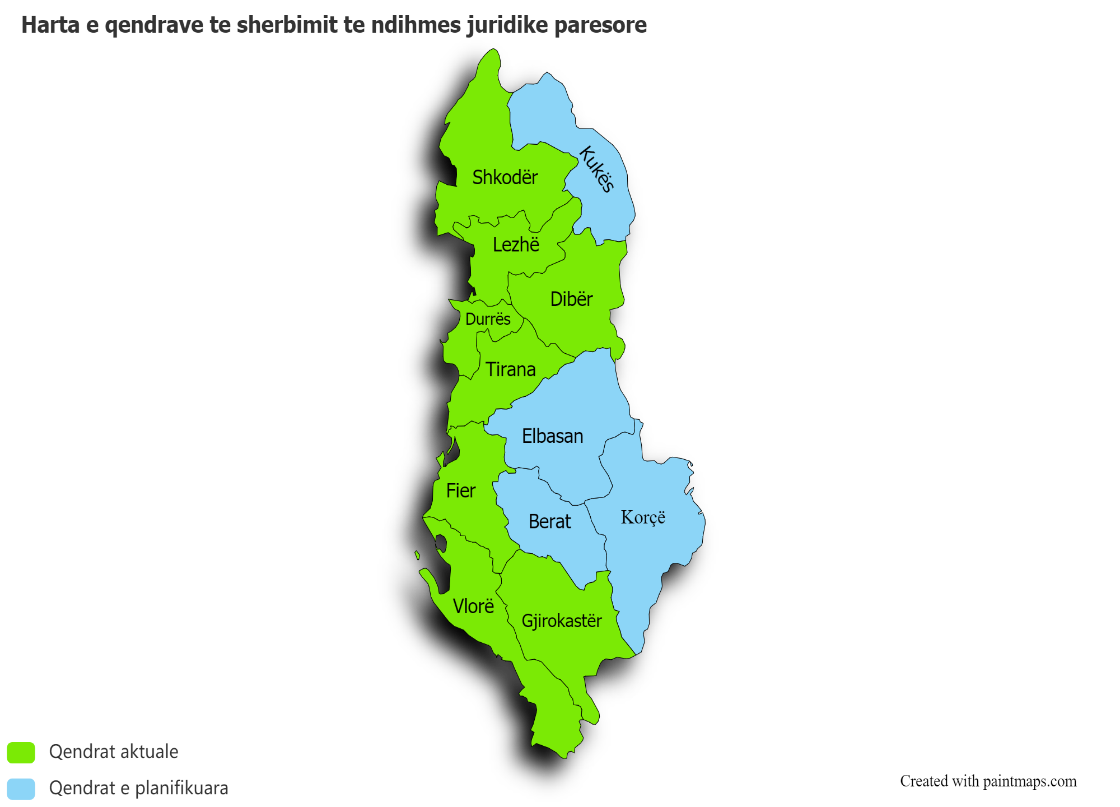 Harta e qendrave te sherbimit te ndihmes juridike paresore
Kukës
Shkodër
Lezhë
Dibër
Durrës
Tirana
Elbasan
Fier
Berat
Korçë
Vlorë
Gjirokastër
Qendrat aktuale
Qendrat e planifikuara
Created with paintmaps.com